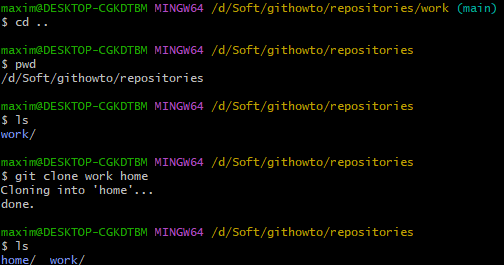 maxim@DESKTOP-CGKDTBM MINGW64 /d/Soft/githowto/repositories/work (main)
$ cd ..
maxim@DESKTOP-CGKDTBM MINGW64 /d/Soft/githowto/repositories
$ pwd
/d/Soft/githowto/repositories
maxim@DESKTOP-CGKDTBM MINGW64 /d/Soft/githowto/repositories
$ ls
work/
maxim@DESKTOP-CGKDTBM MINGW64 /d/Soft/githowto/repositories
$ git clone work home
Cloning into 'home'...
done.
maxim@DESKTOP-CGKDTBM MINGW64 /d/Soft/githowto/repositories
$ ls
home/  work/